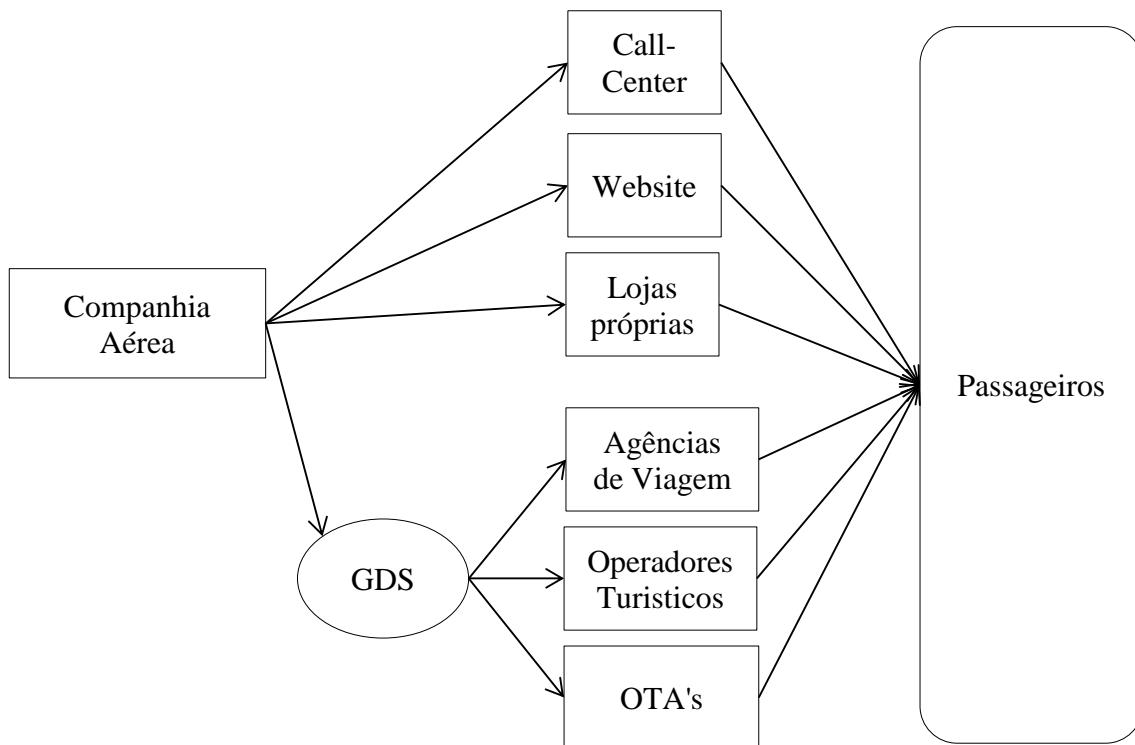 Call-
Center
Website
Companhia
Aérea
Lojas
próprias
Passageiros
Agências
de Viagem
GDS
Operadores
Turisticos
OTA's